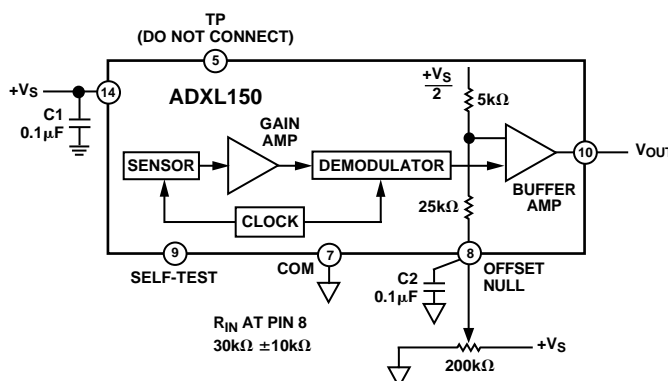 TP
(DO NOT CONNECT)
5
+VS
14
ADXL150
+VS
2
5kΩ
C1
0.1µF
GAIN
AMP
SENSOR
DEMODULATOR
10
VOUT
BUFFER
AMP
CLOCK
25kΩ
9
7
8
SELF-TEST
COM
OFFSET
NULL
C2
0.1µF
RIN AT PIN 8
30kΩ ±10kΩ
+VS
200kΩ